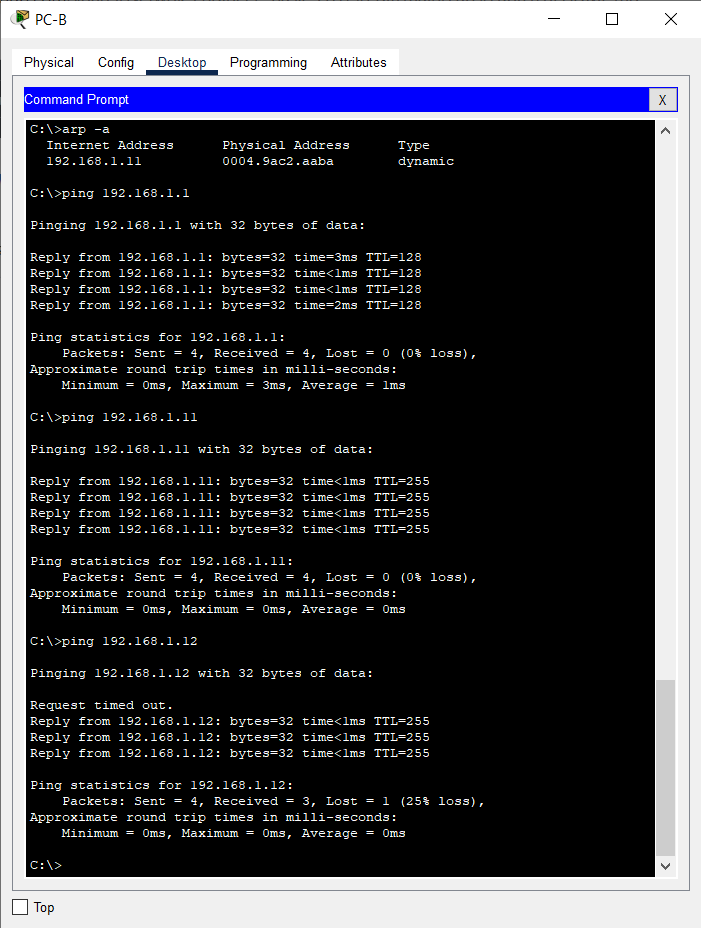 PC-B
Physical Config Desktop Programming Attributes
Command Prompt X
C:\>arp -a
Internet Address Physical Address Type
192.168.1.11 0004.9ac2.aaba dynamic
C:\>ping 192.168.1.1
Pinging 192.168.1.1 with 32 bytes of data:
Reply from 192.168.1.1: bytes=32 time=3ms TTL=128
Reply from 192.168.1.1: bytes=32 time<1ms TTL=128
Reply from 192.168.1.1: bytes=32 time<1ms TTL=128
Reply from 192.168.1.1: bytes=32 time=2ms TTL=128
Ping statistics for 192.168.1.1:
Packets: Sent = 4, Received = 4, Lost = 0 (0% loss),
Approximate round trip times in milli-seconds:
Minimum = 0ms, Maximum = 3ms, Average = 1ms
C:\>ping 192.168.1.11
Pinging 192.168.1.11 with 32 bytes of data:
Reply from 192.168.1.11: bytes=32 time<1ms TTL=255
Reply from 192.168.1.11: bytes=32 time<1ms TTL=255
Reply from 192.168.1.11: bytes=32 time<1ms TTL=255
Reply from 192.168.1.11: bytes=32 time<1ms TTL=255
Ping statistics for 192.168.1.11:
Packets: Sent = 4, Received = 4, Lost = 0 (0% loss),
Approximate round trip times in milli-seconds:
Minimum = 0ms, Maximum = 0ms, Average = 0ms
C:\>ping 192.168.1.12
Pinging 192.168.1.12 with 32 bytes of data:
Request timed out.
Reply from 192.168.1.12: bytes=32 time<1ms TTL=255
Reply from 192.168.1.12: bytes=32 time<1ms TTL=255
Reply from 192.168.1.12: bytes=32 time<1ms TTL=255
Ping statistics for 192.168.1.12:
Packets: Sent = 4, Received = 3, Lost = 1 (25% loss),
Approximate round trip times in milli-seconds:
Minimum = 0ms, Maximum = 0ms, Average = 0ms
C:\>
Top